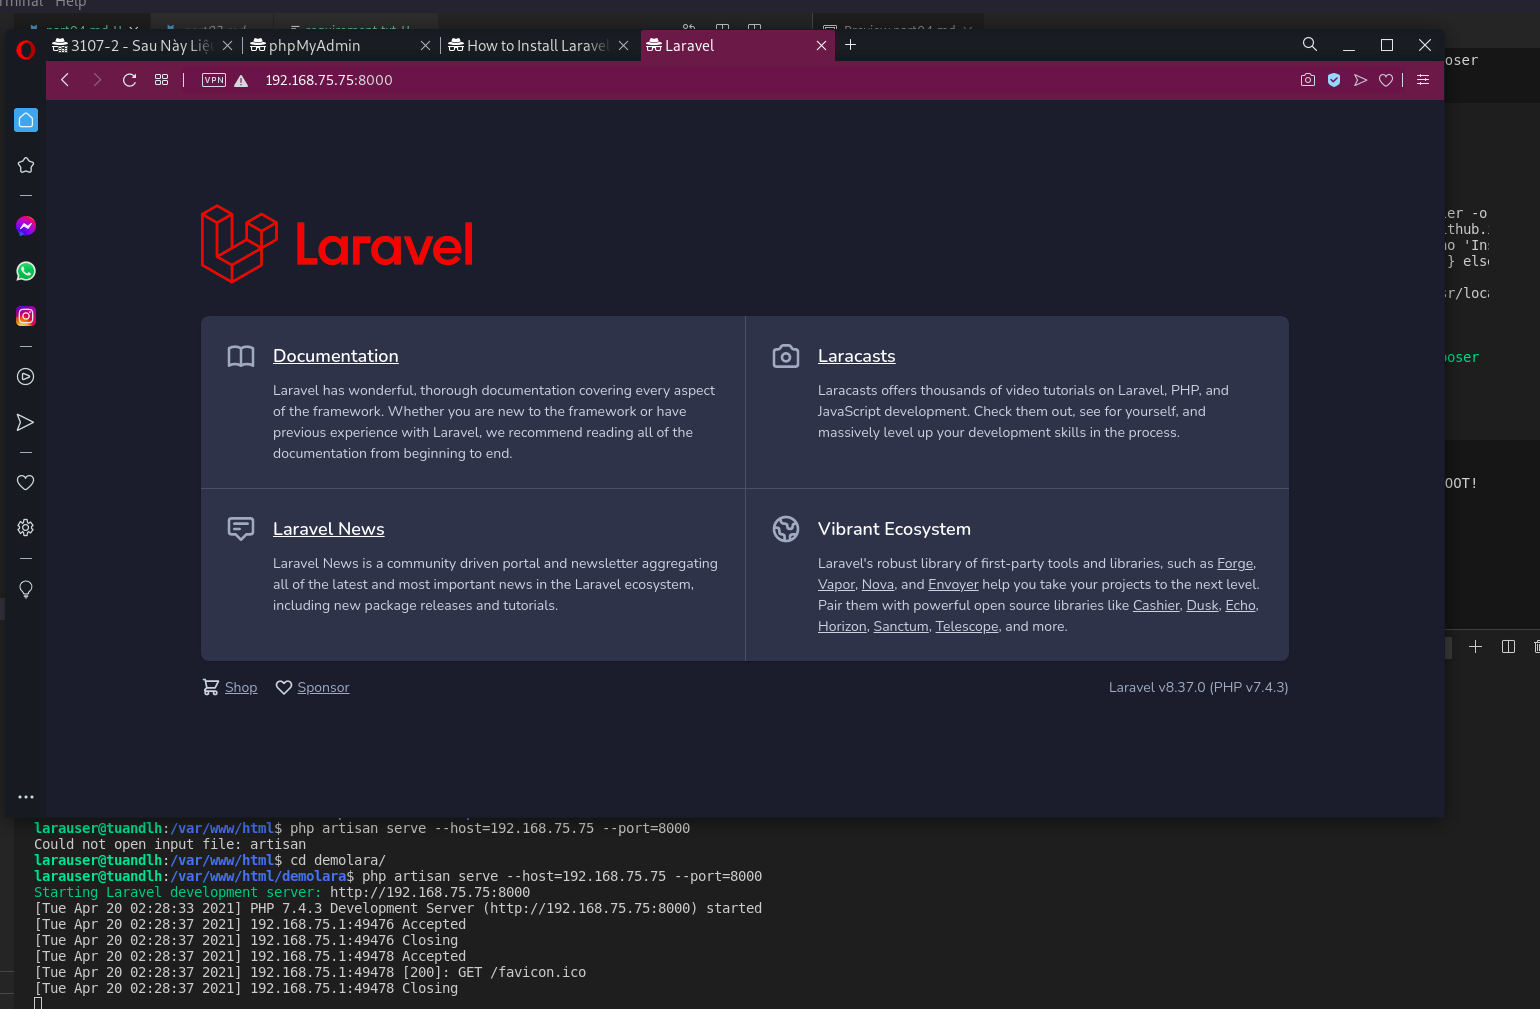 Terminal Help
3107-2 - Sau Này Liệu
phpMyAdmin
How to Install Laravel
Laravel
VPN
192.168.75.75:8000
Laravel
Documentation
Laravel has wonderful, thorough documentation covering every aspect
of the framework. Whether you are new to the framework or have
previous experience with Laravel, we recommend reading all of the
documentation from beginning to end.
Laracasts
Laracasts offers thousands of video tutorials on Laravel, PHP, and
JavaScript development. Check them out, see for yourself, and
massively level up your development skills in the process.
Laravel News
Laravel News is a community driven portal and newsletter aggregating
all of the latest and most important news in the Laravel ecosystem,
including new package releases and tutorials.
Vibrant Ecosystem
Laravel's robust library of first-party tools and libraries, such as Forge,
Vapor, Nova, and Envoyer help you take your projects to the next level.
Pair them with powerful open source libraries like Cashier, Dusk, Echo,
Horizon, Sanctum, Telescope, and more.
Shop
Sponsor
Laravel v8.37.0 (PHP v7.4.3)
oser
ler -o
thub.
no 'Ins
} else
sr/loca
poser
OOT!
larauser@tuandlh:/var/www/html$ php artisan serve --host=192.168.75.75 --port=8000
Could not open input file: artisan
larauser@tuandlh:/var/www/html$ cd demolara/
larauser@tuandlh:/var/www/html/demolara$ php artisan serve --host=192.168.75.75 --port=8000
Starting Laravel development server: http://192.168.75.75:8000
[Tue Apr 20 02:28:33 2021] PHP 7.4.3 Development Server (http://192.168.75.75:8000) started
[Tue Apr 20 02:28:37 2021] 192.168.75.1:49476 Accepted
[Tue Apr 20 02:28:37 2021] 192.168.75.1:49476 Closing
[Tue Apr 20 02:28:37 2021] 192.168.75.1:49478 Accepted
[Tue Apr 20 02:28:37 2021] 192.168.75.1:49478 [200]: GET /favicon.ico
[Tue Apr 20 02:28:37 2021] 192.168.75.1:49478 Closing